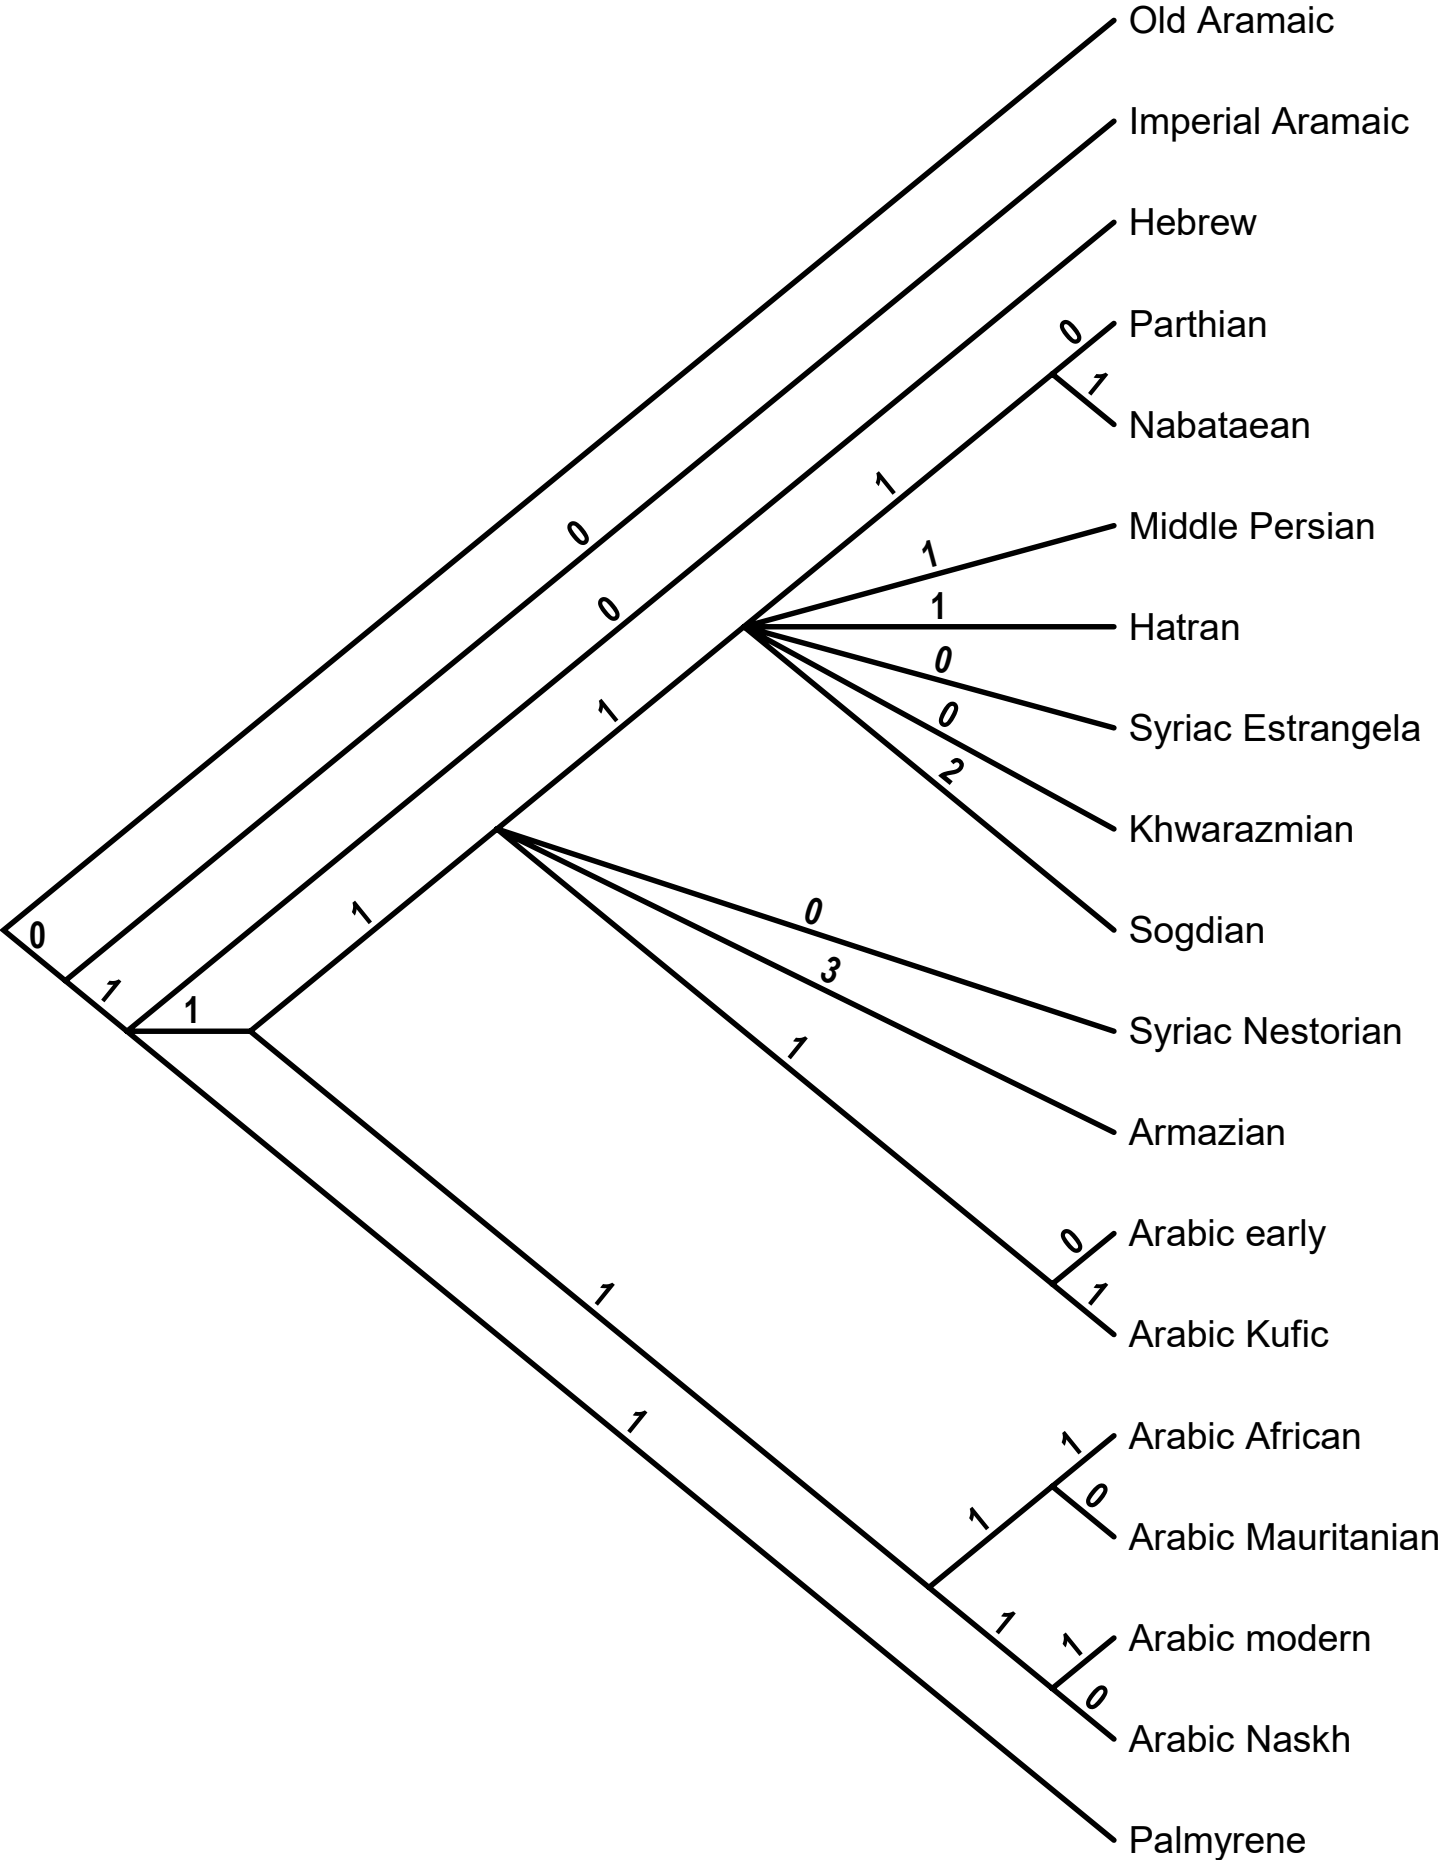 Old Aramaic
Imperial Aramaic
Hebrew
0
Parthian
1
Nabataean
1
Middle Persian
0
1
1
Hatran
0
0
Syriac Estrangela
1
0
Khwarazmian
2
Sogdian
0
1
0
3
Syriac Nestorian
1
1
1
Armazian
0
Arabic early
1
1
Arabic Kufic
1
1
Arabic African
1
0
Arabic Mauritanian
1
1
Arabic modern
0
Arabic Naskh
Palmyrene